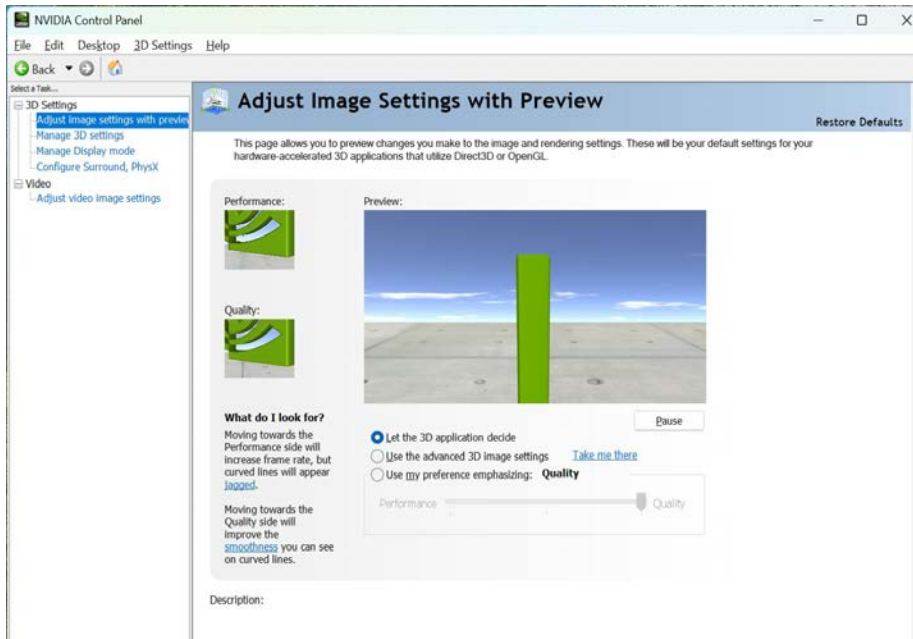 NVIDIA Control Panel
File Edit Desktop 3D Settings Help
Back
Select a Task...
3D Settings
Adjust image settings with preview
Manage 3D settings
Manage Display mode
Configure Surround, PhysX
Video
Adjust video image settings
Adjust Image Settings with Preview
Restore Defaults
This page allows you to preview changes you make to the image and rendering settings. These will be your default settings for your
hardware-accelerated 3D applications that utilize Direct3D or OpenGL.
Performance:
Preview:
Quality:
What do I look for?
Moving towards the
Performance side will
increase frame rate, but
curved lines will appear
jagged.
Moving towards the
Quality side will
improve the
smoothness you can see
on curved lines.
Pause
Let the 3D application decide
Use the advanced 3D image settings Take me there
Use my preference emphasizing: Quality
Performance Quality
Description: